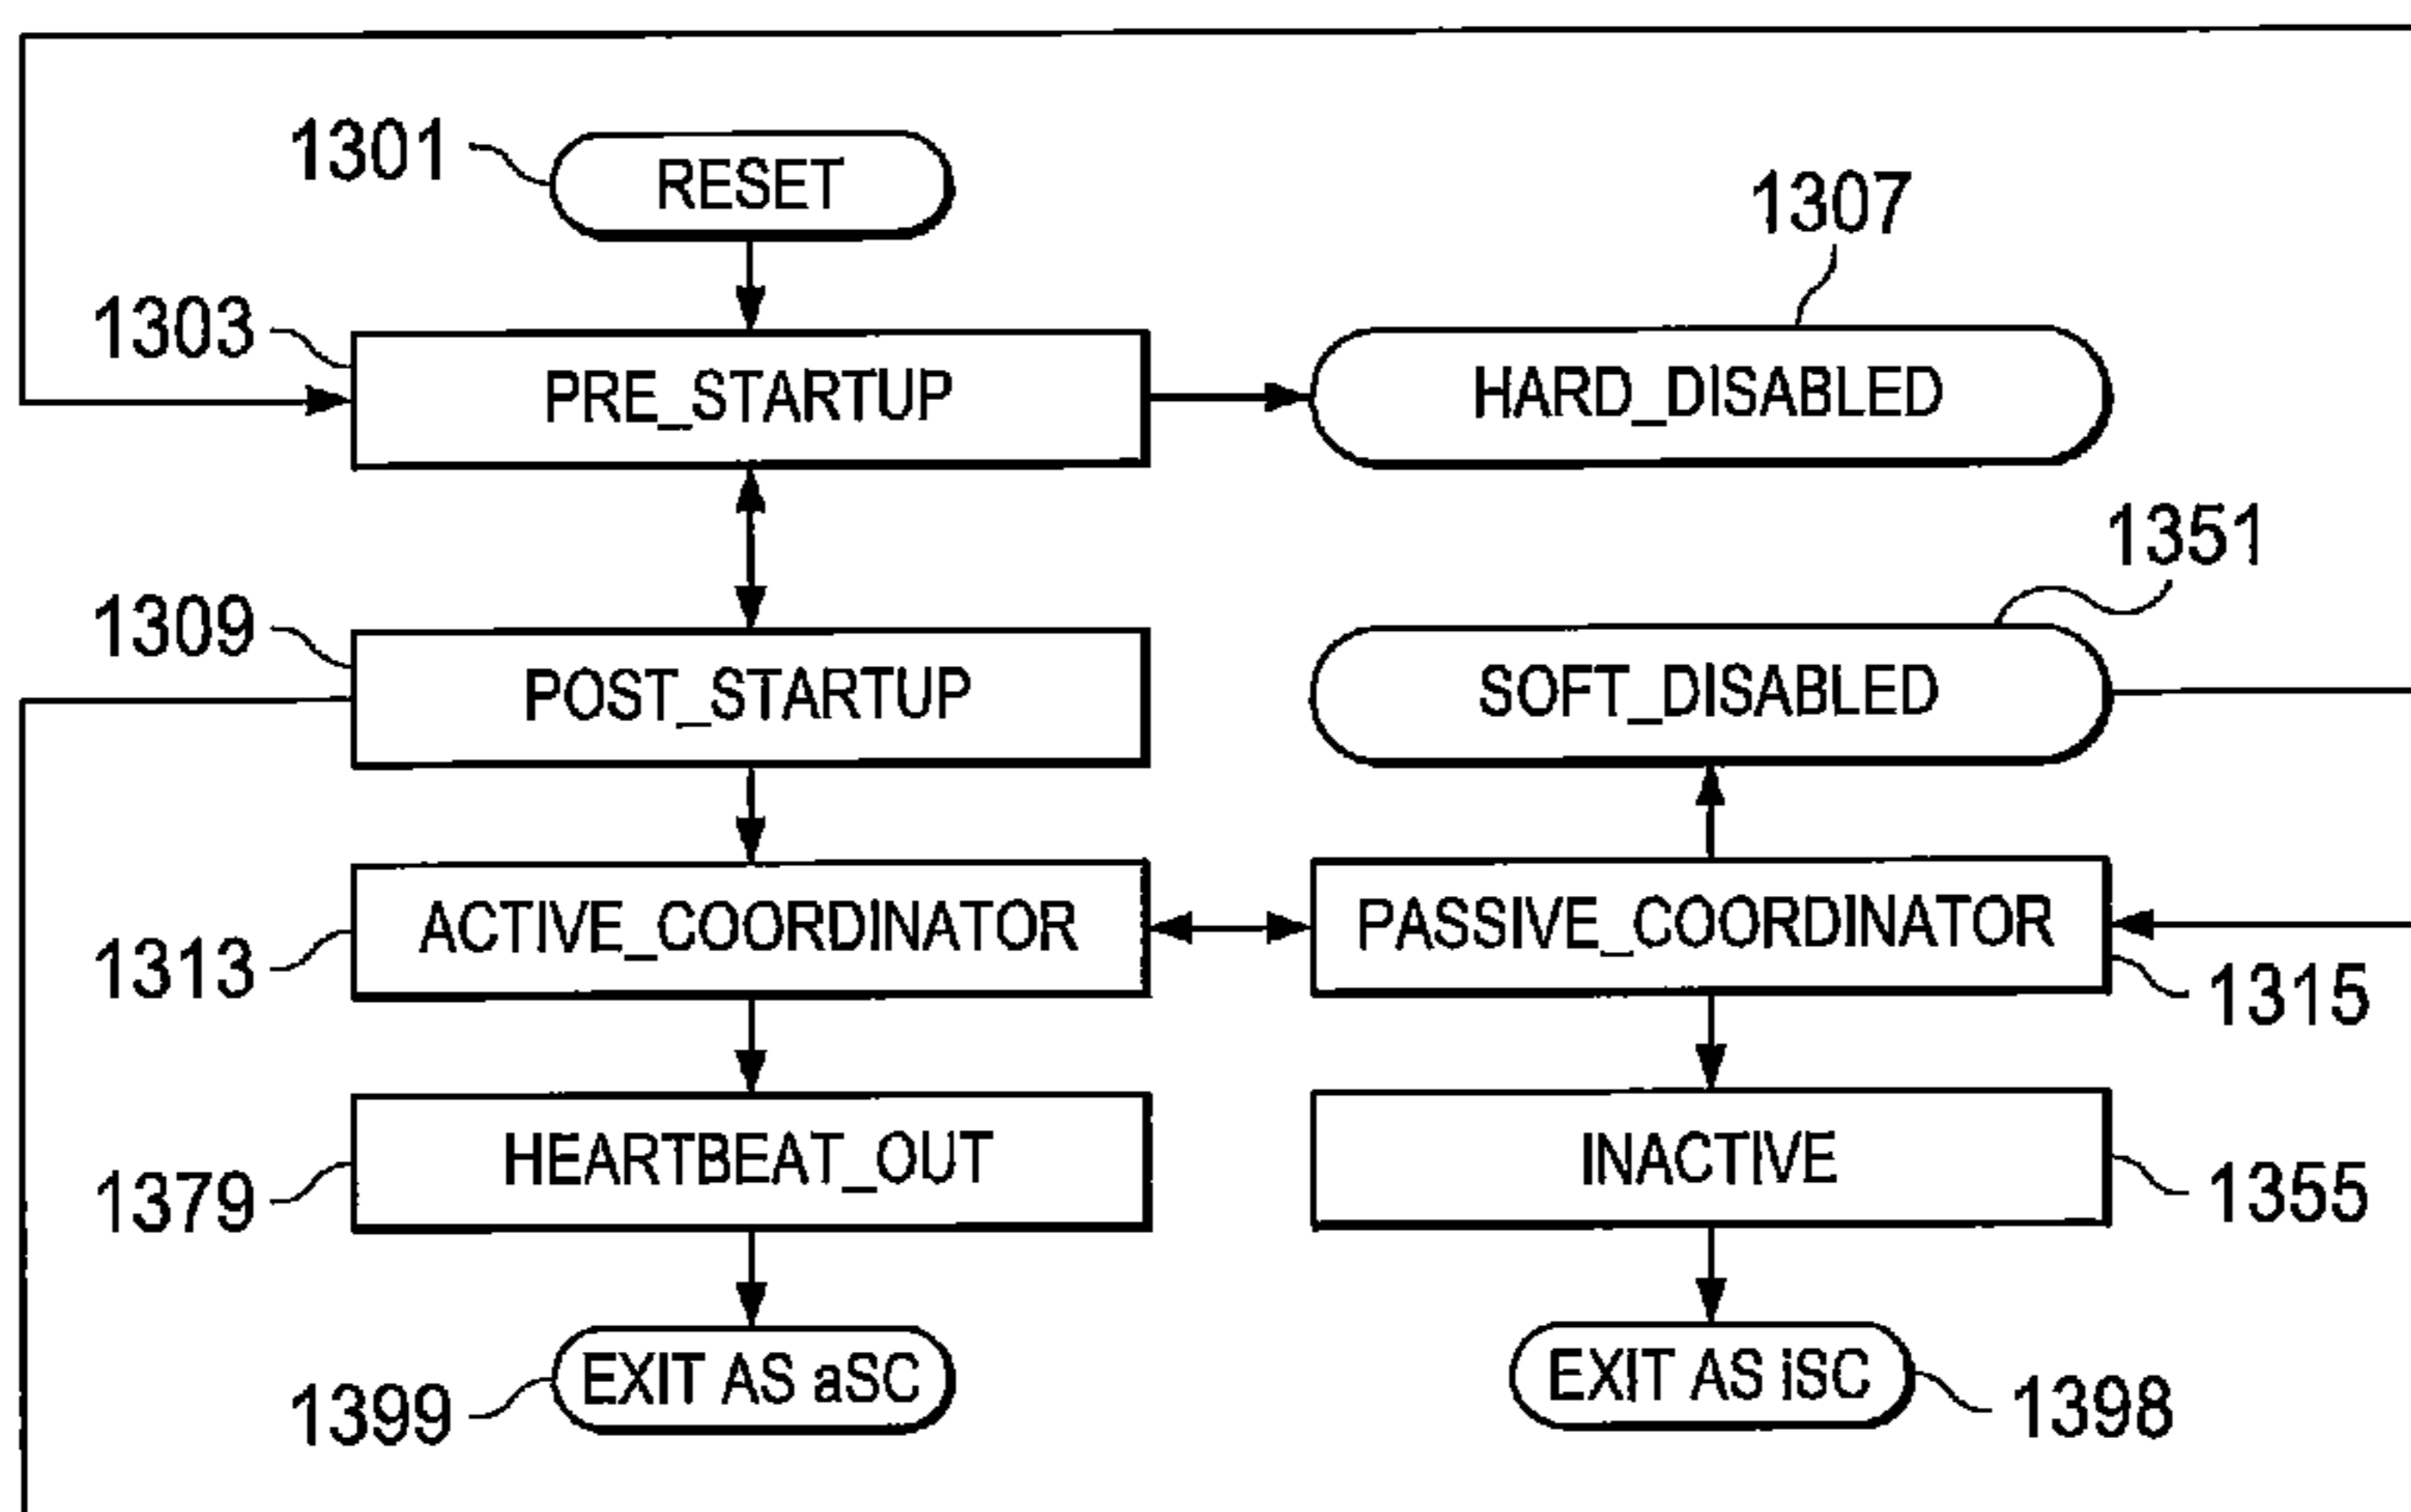 1301
RESET
1307
1303
PRE_STARTUP
HARD_DISABLED
1351
1309
POST_STARTUP
SOFT_DISABLED
ACTIVE_COORDINATOR
PASSIVE_COORDINATOR
1313
1315
HEARTBEAT_OUT
INACTIVE
1379
1355
EXIT AS aSC
EXIT AS iSC
1399
1398